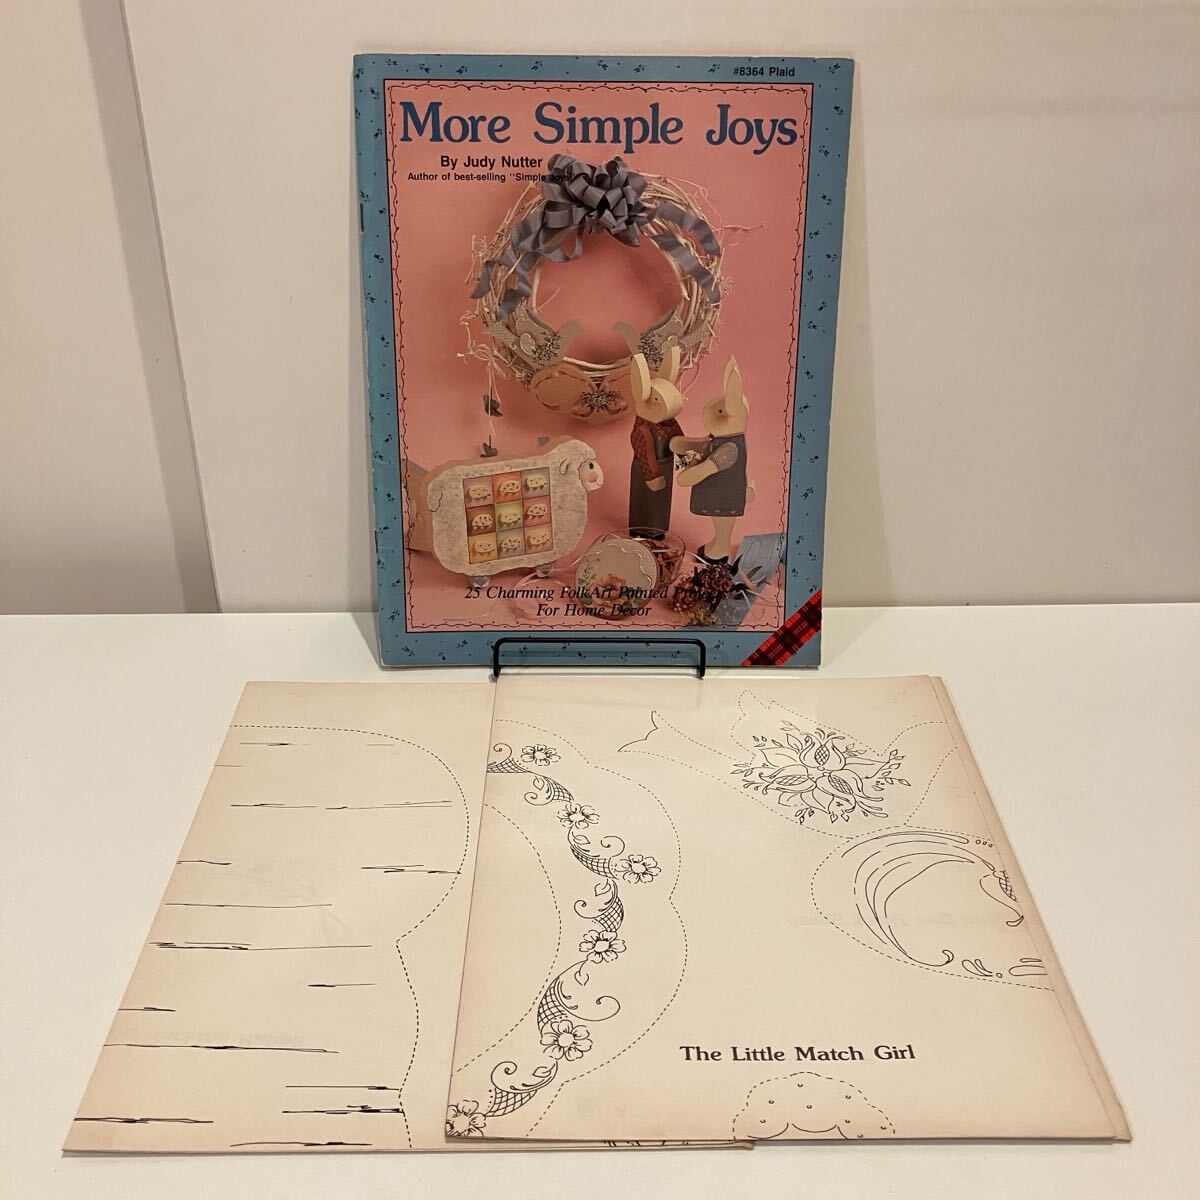 #8364 Plaid
More Simple Joys
By Judy Nutter
Author of best-selling "Simple Joys"
25 Charming FolkArt Painted Projects
For Home Decor
The Little Match Girl